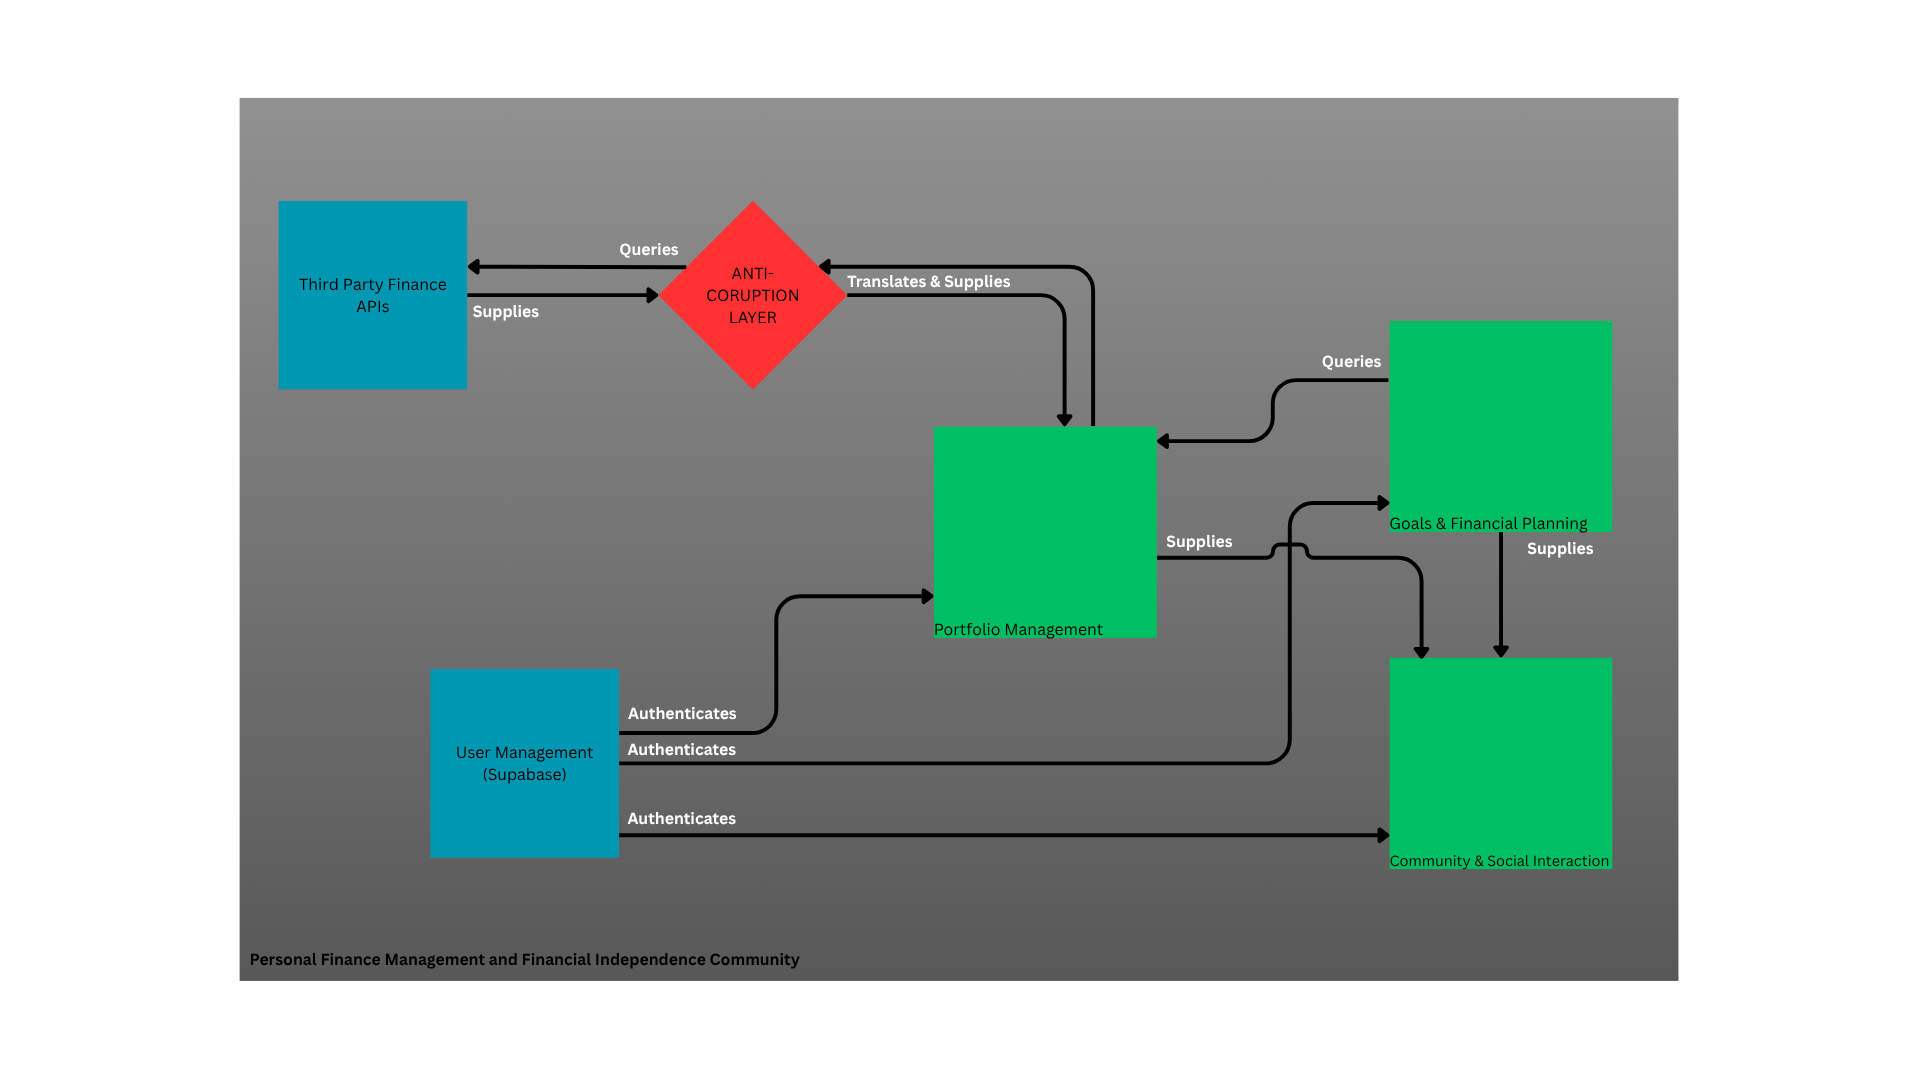 Queries
Third Party Finance
APIs
Supplies
ANTI-
CORUPTION
LAYER
Translates & Supplies
Queries
Goals & Financial Planning
Supplies
Supplies
Portfolio Management
Authenticates
Authenticates
User Management
(Supabase)
Authenticates
Community & Social Interaction
Personal Finance Management and Financial Independence Community